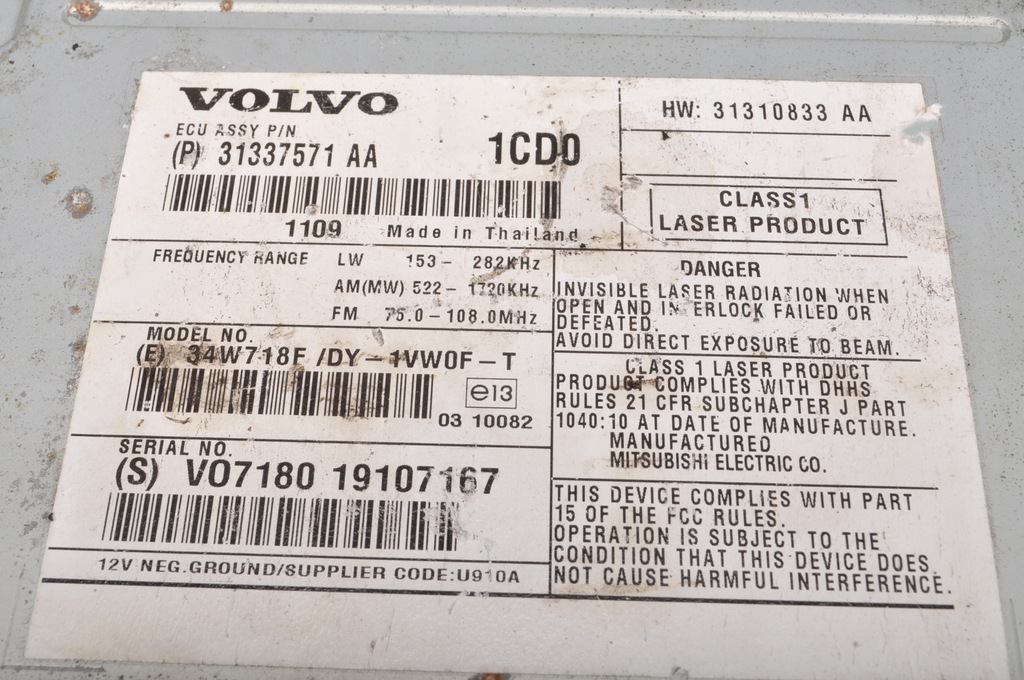 VOLVO
ECU ASSY P/N
(P) 31337571 AA 1CD0
1109 Made in Thailand
HW: 31310833 AA
CLASS1
LASER PRODUCT
FREQUENCY RANGE LW 153 - 282KHz
AM(MW) 522 - 1720KHz
FM 75.0 - 108.0MHz
MODEL NO.
(E) 34W718F /DY-1VW0F-T
e13
03 10082
SERIAL NO.
(S) VO7180 19107167
12V NEG.GROUND/SUPPLIER CODE:U910A
DANGER
INVISIBLE LASER RADIATION WHEN
OPEN AND IN ERLOCK FAILED OR
DEFEATED.
AVOID DIRECT EXPOSURE TO BEAM.
CLASS 1 LASER PRODUCT
PRODUCT COMPLIES WITH DHHS
RULES 21 CFR SUBCHAPTER J PART
1040:10 AT DATE OF MANUFACTURE.
MANUFACTURED
MITSUBISHI ELECTRIC CO.
THIS DEVICE COMPLIES WITH PART
15 OF THE FCC RULES.
OPERATION IS SUBJECT TO THE
CONDITION THAT THIS DEVICE DOES
NOT CAUSE HARMFUL INTERFERENCE.